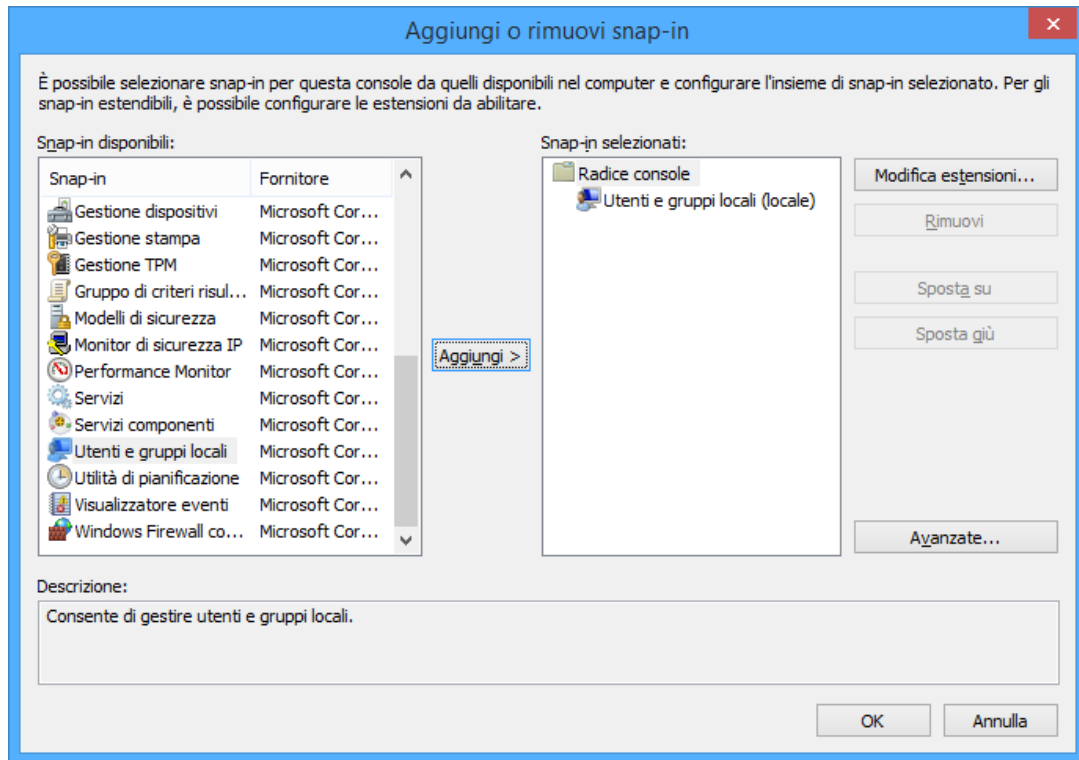 Aggiungi o rimuovi snap-in
È possibile selezionare snap-in per questa console da quelli disponibili nel computer e configurare l'insieme di snap-in selezionato. Per gli
snap-in estendibili, è possibile configurare le estensioni da abilitare.
Snap-in disponibili:
Snap-in Fornitore
Gestione dispositivi Microsoft Cor...
Gestione stampa Microsoft Cor...
Gestione TPM Microsoft Cor...
Gruppo di criteri risul... Microsoft Cor...
Modelli di sicurezza Microsoft Cor...
Monitor di sicurezza IP Microsoft Cor...
Performance Monitor Microsoft Cor...
Servizi Microsoft Cor...
Servizi componenti Microsoft Cor...
Utenti e gruppi locali Microsoft Cor...
Utilità di pianificazione Microsoft Cor...
Visualizzatore eventi Microsoft Cor...
Windows Firewall co... Microsoft Cor...
Aggiungi >
Snap-in selezionati:
Radice console
Utenti e gruppi locali (locale)
Modifica estensioni...
Rimuovi
Sposta su
Sposta giù
Avanzate...
Descrizione:
Consente di gestire utenti e gruppi locali.
OK Annulla